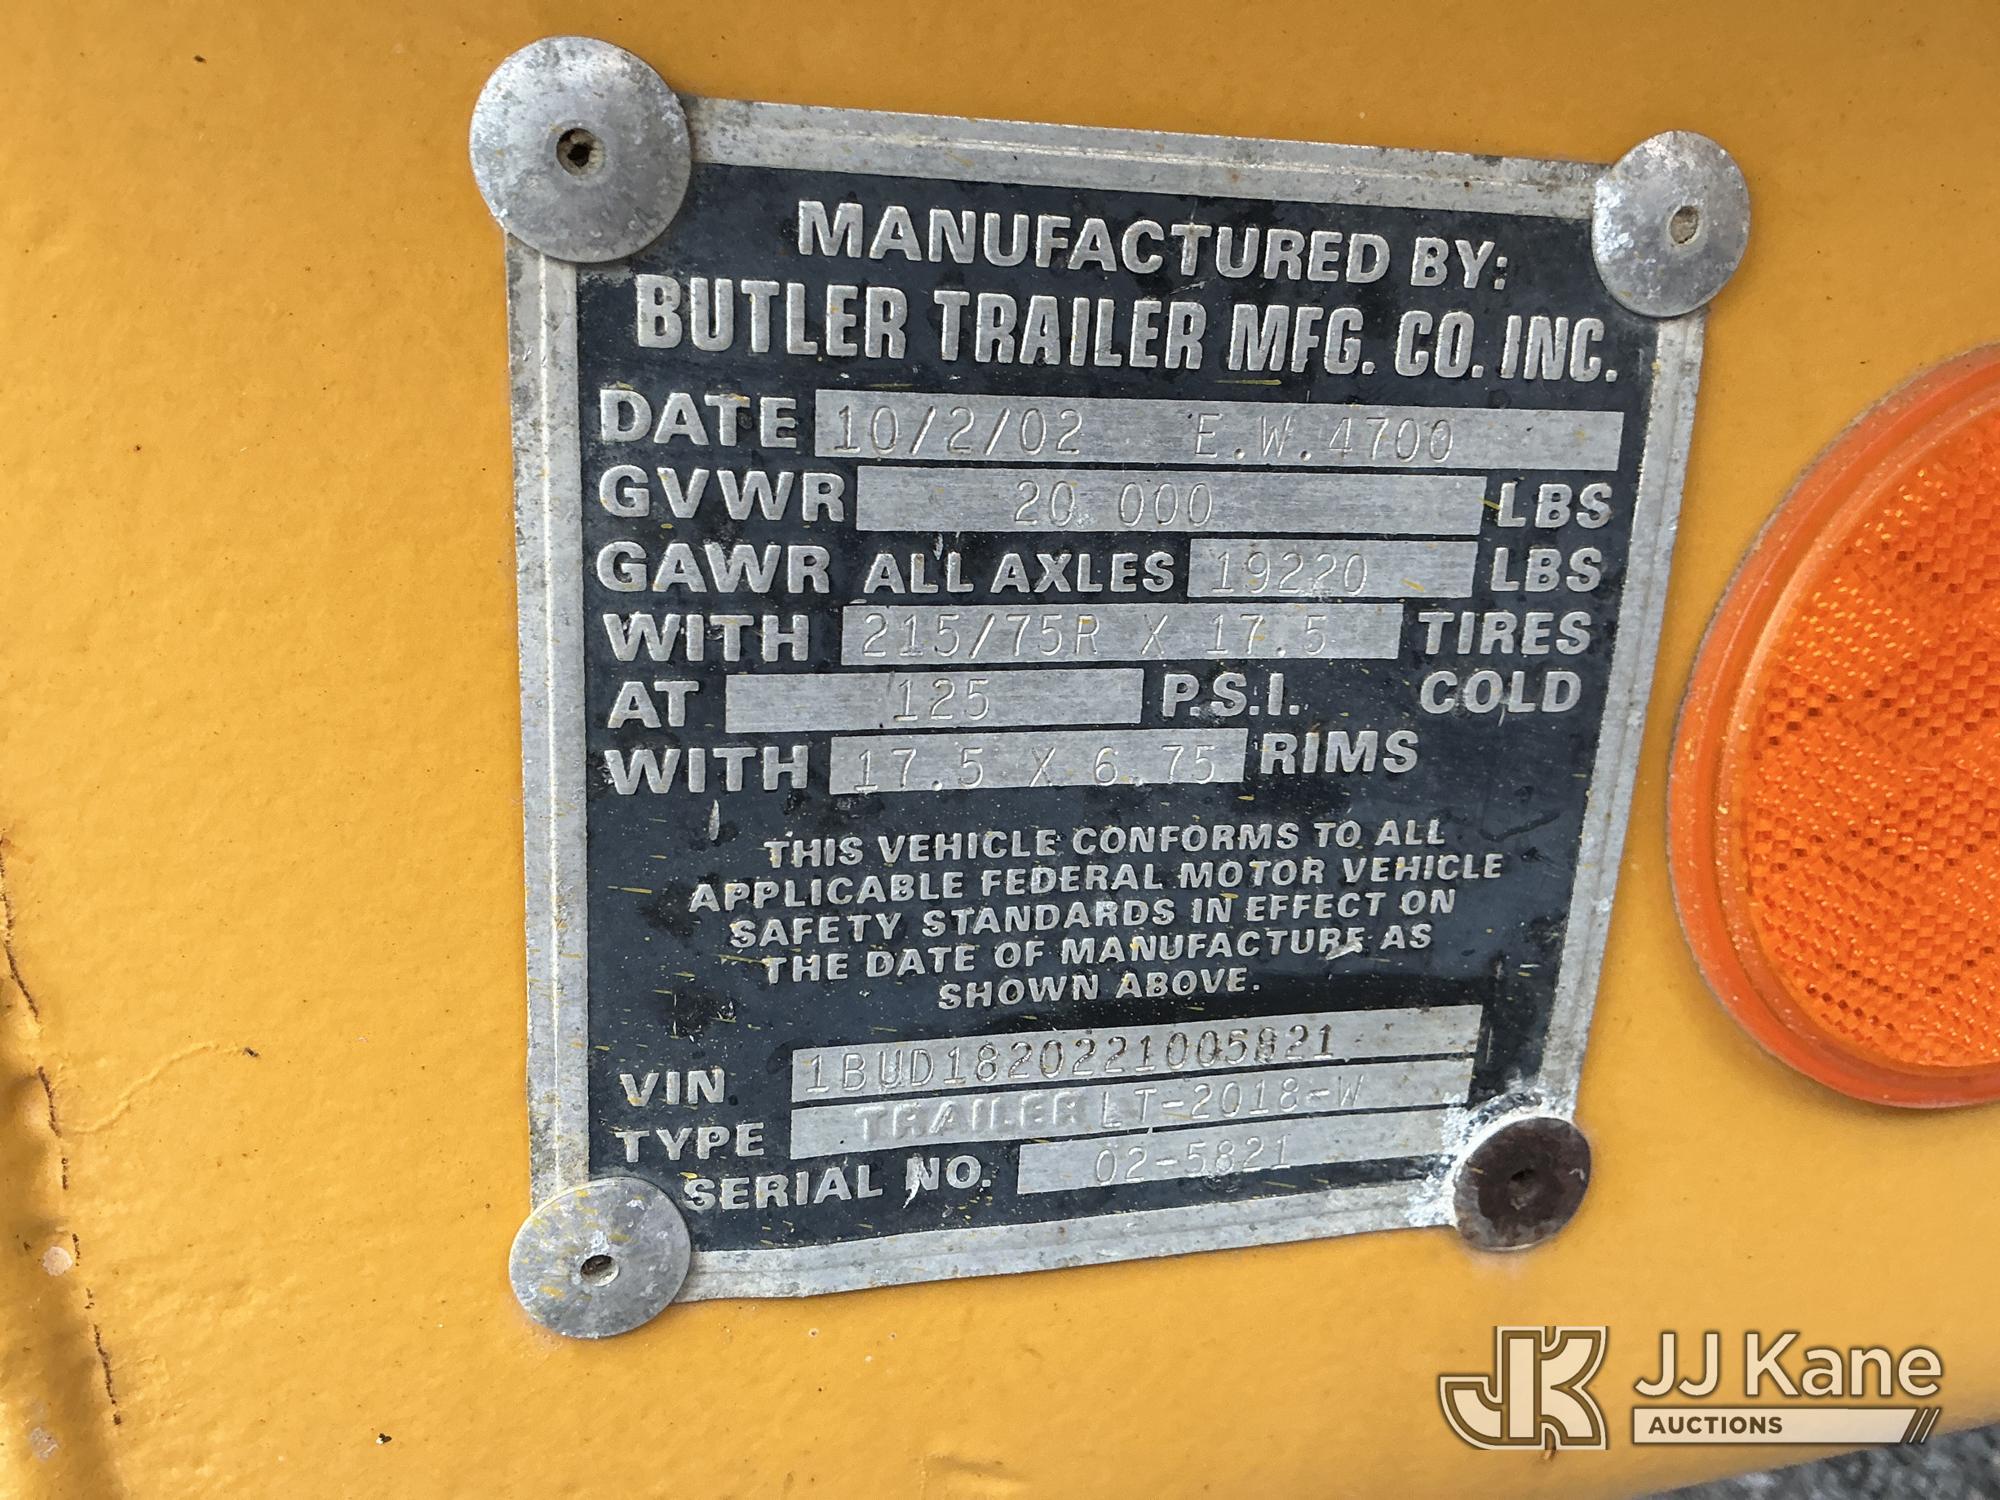 MANUFACTURED BY:
BUTLER TRAILER MFG. CO. INC.
DATE 10/2/02 E.W. 4700
GVWR 20 000 LBS
GAWR ALL AXLES 19220 LBS
WITH 215/75R X 17.5 TIRES
AT 125 P.S.I. COLD
WITH 17.5 X 6.75 RIMS
THIS VEHICLE CONFORMS TO ALL
APPLICABLE FEDERAL MOTOR VEHICLE
SAFETY STANDARDS IN EFFECT ON
THE DATE OF MANUFACTURE AS
SHOWN ABOVE.
VIN 1BUD1820221005821
TYPE TRAILER LT-2018-W
SERIAL NO. 02-5821
JK JJ Kane
AUCTIONS